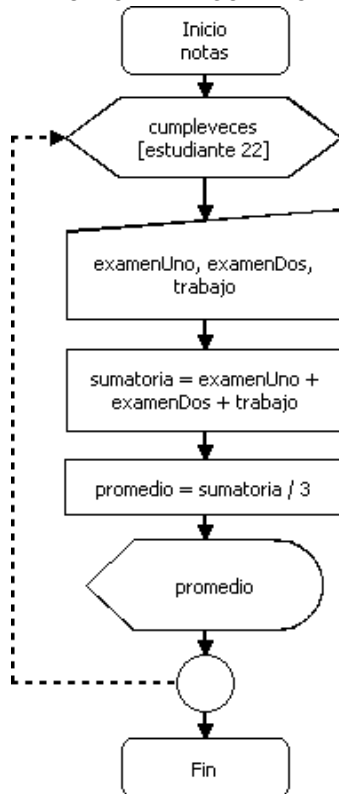 Inicio
notas
cumpleveces
[estudiante 22]
examenUno, examenDos,
trabajo
sumatoria = examenUno +
examenDos + trabajo
promedio = sumatoria / 3
promedio
Fin